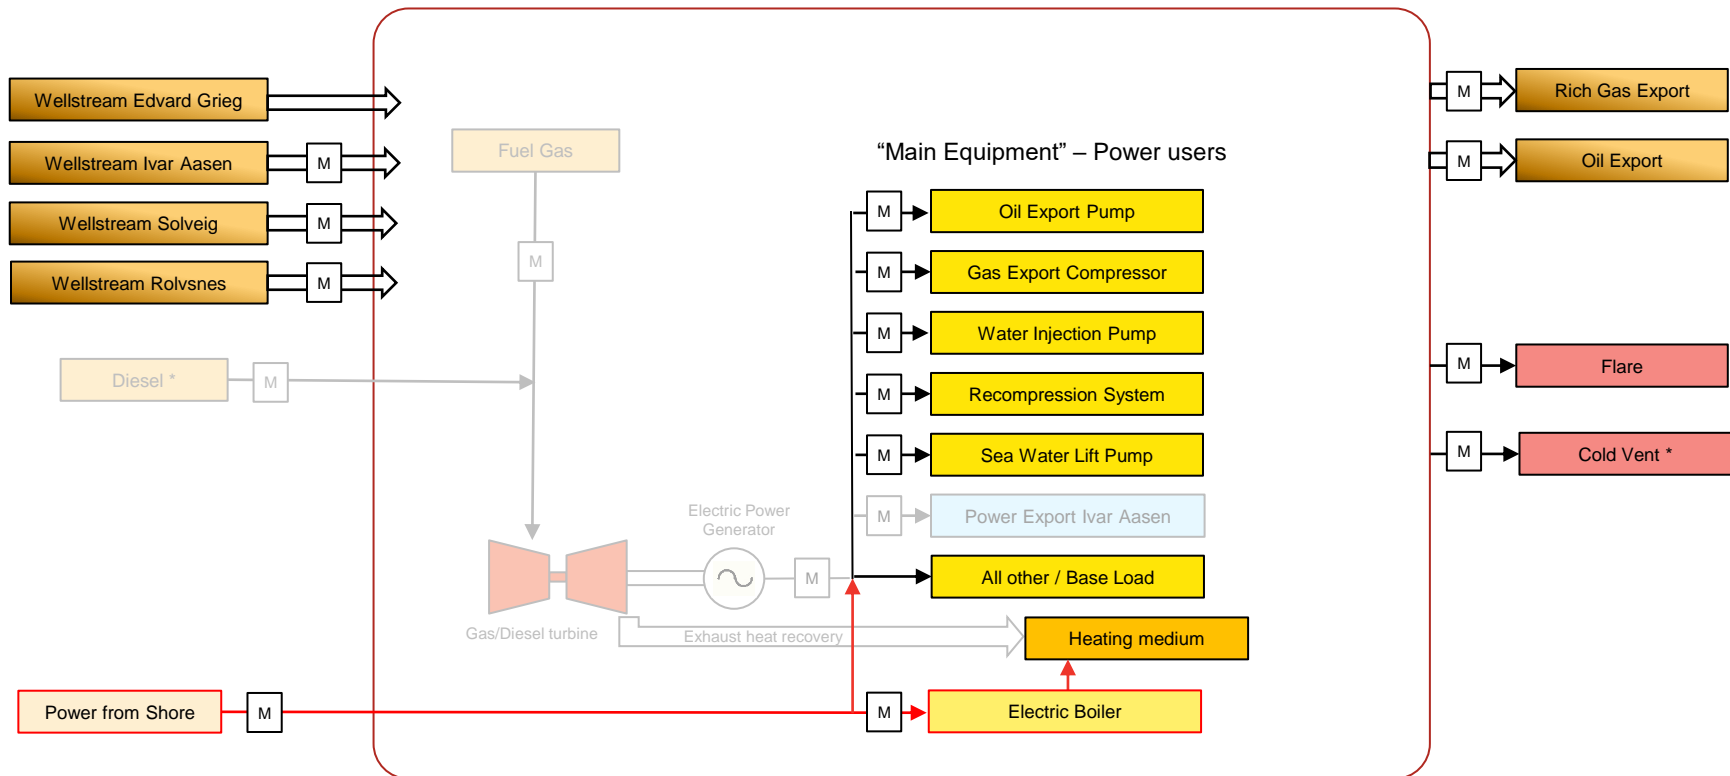 Wellstream Edvard Grieg
Wellstream Ivar Aasen
M
Wellstream Solveig
M
Wellstream Rolvsnes
M
Diesel *
M
Power from Shore
M
Fuel Gas
M
Gas/Diesel turbine
Electric Power
Generator
M
Exhaust heat recovery
"Main Equipment" – Power users
M
Oil Export Pump
M
Gas Export Compressor
M
Water Injection Pump
M
Recompression System
M
Sea Water Lift Pump
M
Power Export Ivar Aasen
All other / Base Load
Heating medium
M
Electric Boiler
M
Rich Gas Export
M
Oil Export
M
Flare
M
Cold Vent *